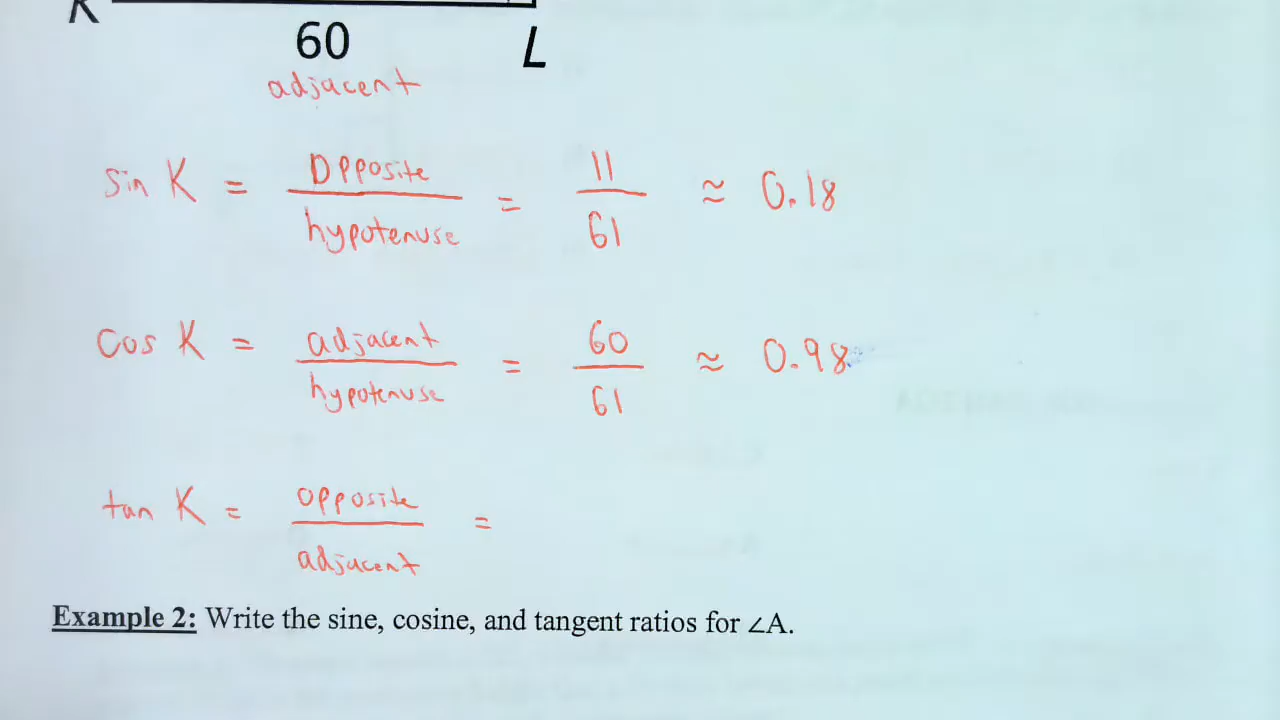 K
60
L
adjacent
sin K = Opposite / hypotenuse = 11 / 61 ≈ 0.18
cos K = adjacent / hypotenuse = 60 / 61 ≈ 0.98
tan K = opposite / adjacent =
Example 2: Write the sine, cosine, and tangent ratios for ∠A.